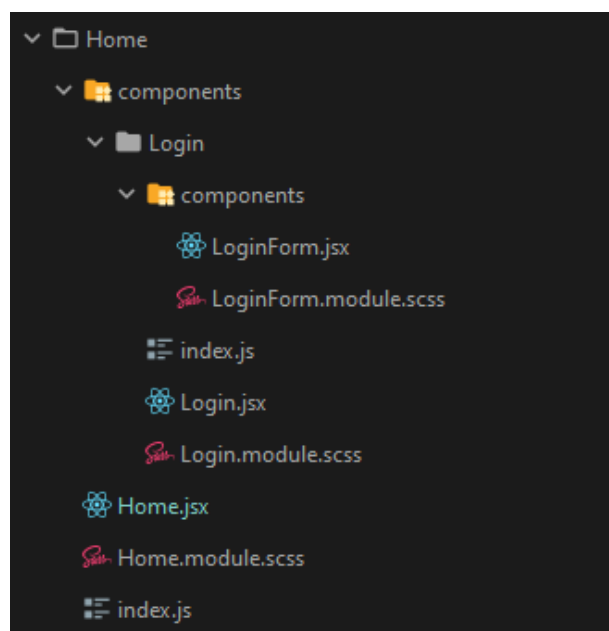 Home
components
Login
components
LoginForm.jsx
LoginForm.module.scss
index.js
Login.jsx
Login.module.scss
Home.jsx
Home.module.scss
index.js